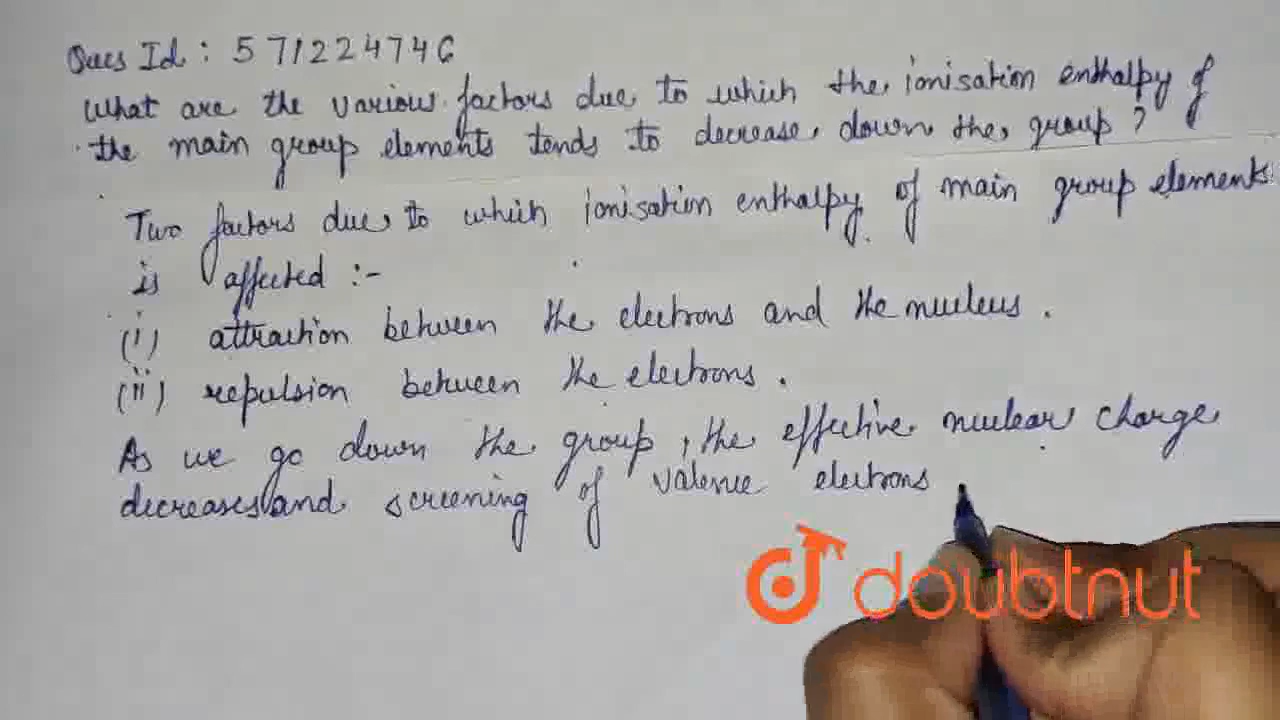 Ques Id : 571224746
What are the various factors due to which the ionisation enthalpy of
the main group elements tends to decrease down the group ?
Two factors due to which ionisation enthalpy of main group elements
is affected :-
(i) attraction between the electrons and the nucleus.
(ii) repulsion between the electrons.
As we go down the group, the effective nuclear charge
decreases and screening of valence electrons
doubtnut